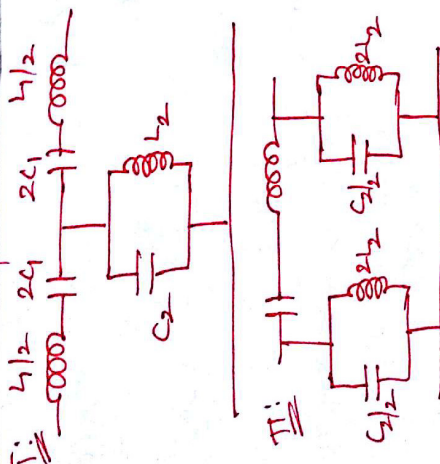 T:
L₁/2
2C₁
2C₁
L₁/2
C₂
L₂
π:
C₂/2
2L₂
C₂/2
2L₂